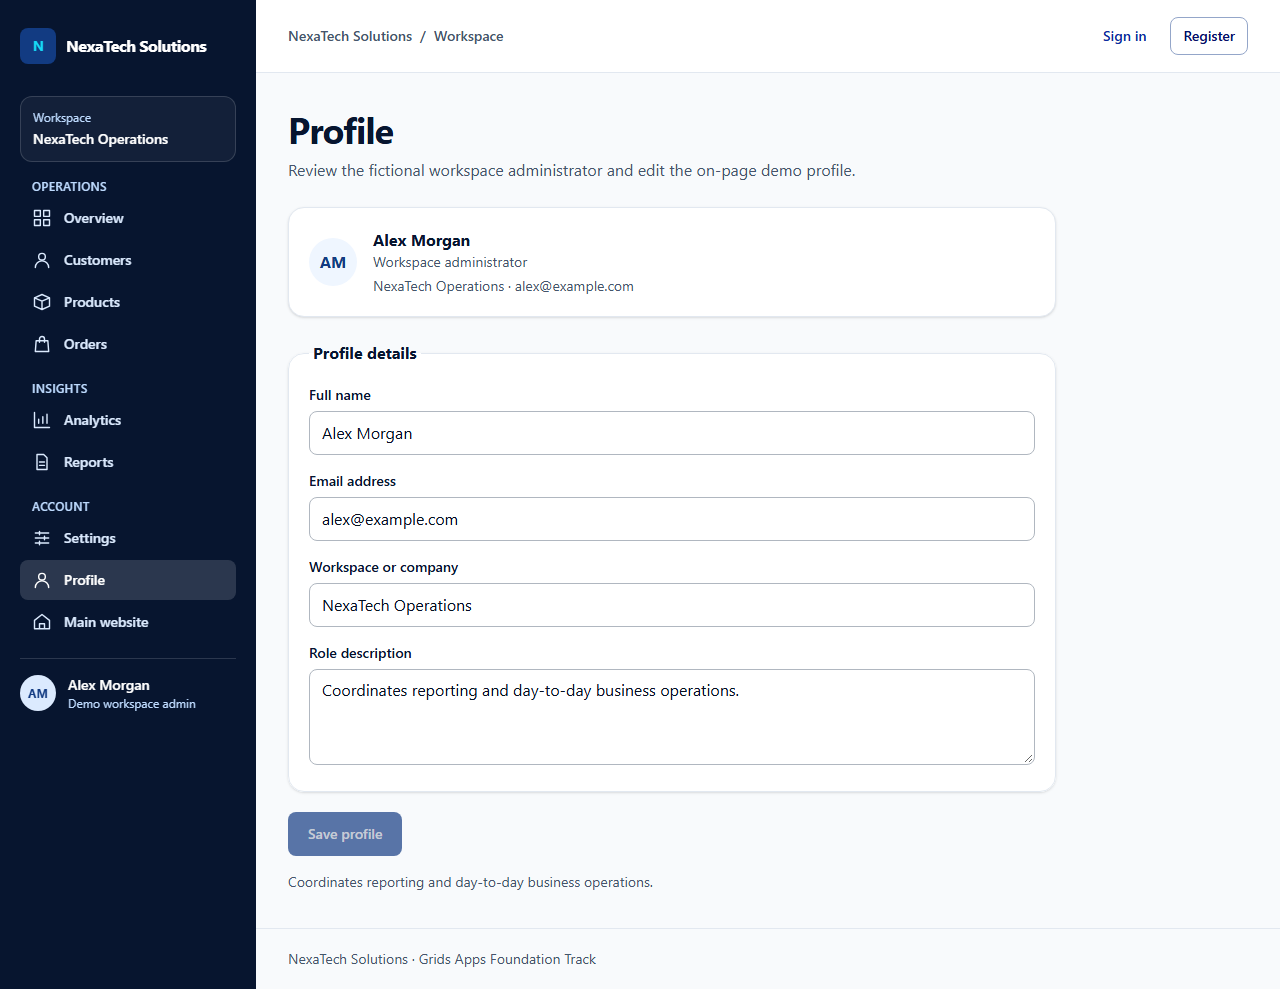 N NexaTech Solutions
Workspace
NexaTech Operations
OPERATIONS
Overview
Customers
Products
Orders
INSIGHTS
Analytics
Reports
ACCOUNT
Settings
Profile
Main website
AM
Alex Morgan
Demo workspace admin
NexaTech Solutions / Workspace
Sign in
Register
Profile
Review the fictional workspace administrator and edit the on-page demo profile.
AM
Alex Morgan
Workspace administrator
NexaTech Operations · alex@example.com
Profile details
Full name
Alex Morgan
Email address
alex@example.com
Workspace or company
NexaTech Operations
Role description
Coordinates reporting and day-to-day business operations.
Save profile
Coordinates reporting and day-to-day business operations.
NexaTech Solutions · Grids Apps Foundation Track